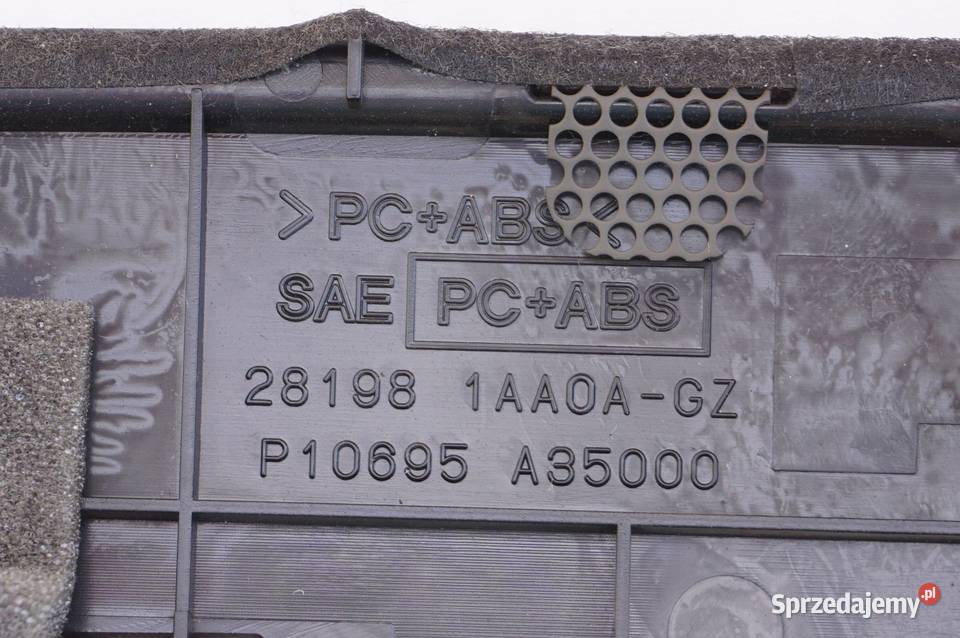 >PC+ABS<
SAE PC+ABS
28198 1AA0A-GZ
P10695 A35000
Sprzedajemy.pl